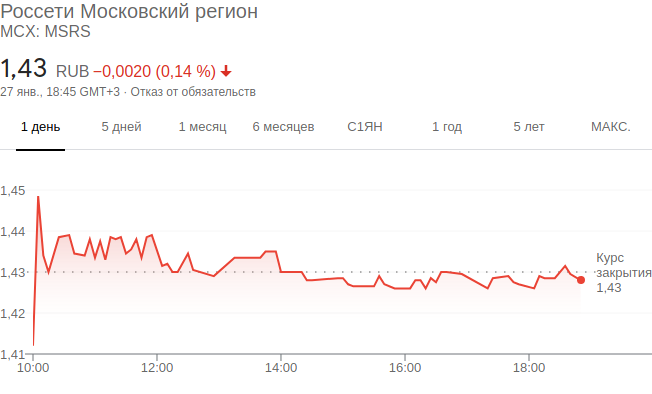 Россети Московский регион
MCX: MSRS
1,43 RUB −0,0020 (0,14 %)
27 янв., 18:45 GMT+3 · Отказ от обязательств
1 день 5 дней 1 месяц 6 месяцев С1ЯН 1 год 5 лет МАКС.
1,45
1,44
1,43
1,42
1,41
Курс
закрытия
1,43
10:00 12:00 14:00 16:00 18:00